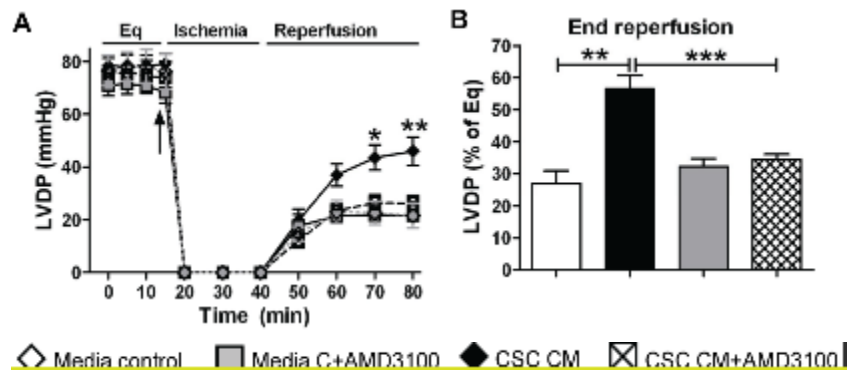 A
Eq Ischemia Reperfusion
LVDP (mmHg)
80
60
40
20
0
* **
0 10 20 30 40 50 60 70 80
Time (min)
B
End reperfusion
LVDP (% of Eq)
70
60
50
40
30
20
10
0
** ***
Media control Media C+AMD3100 CSC CM CSC CM+AMD3100